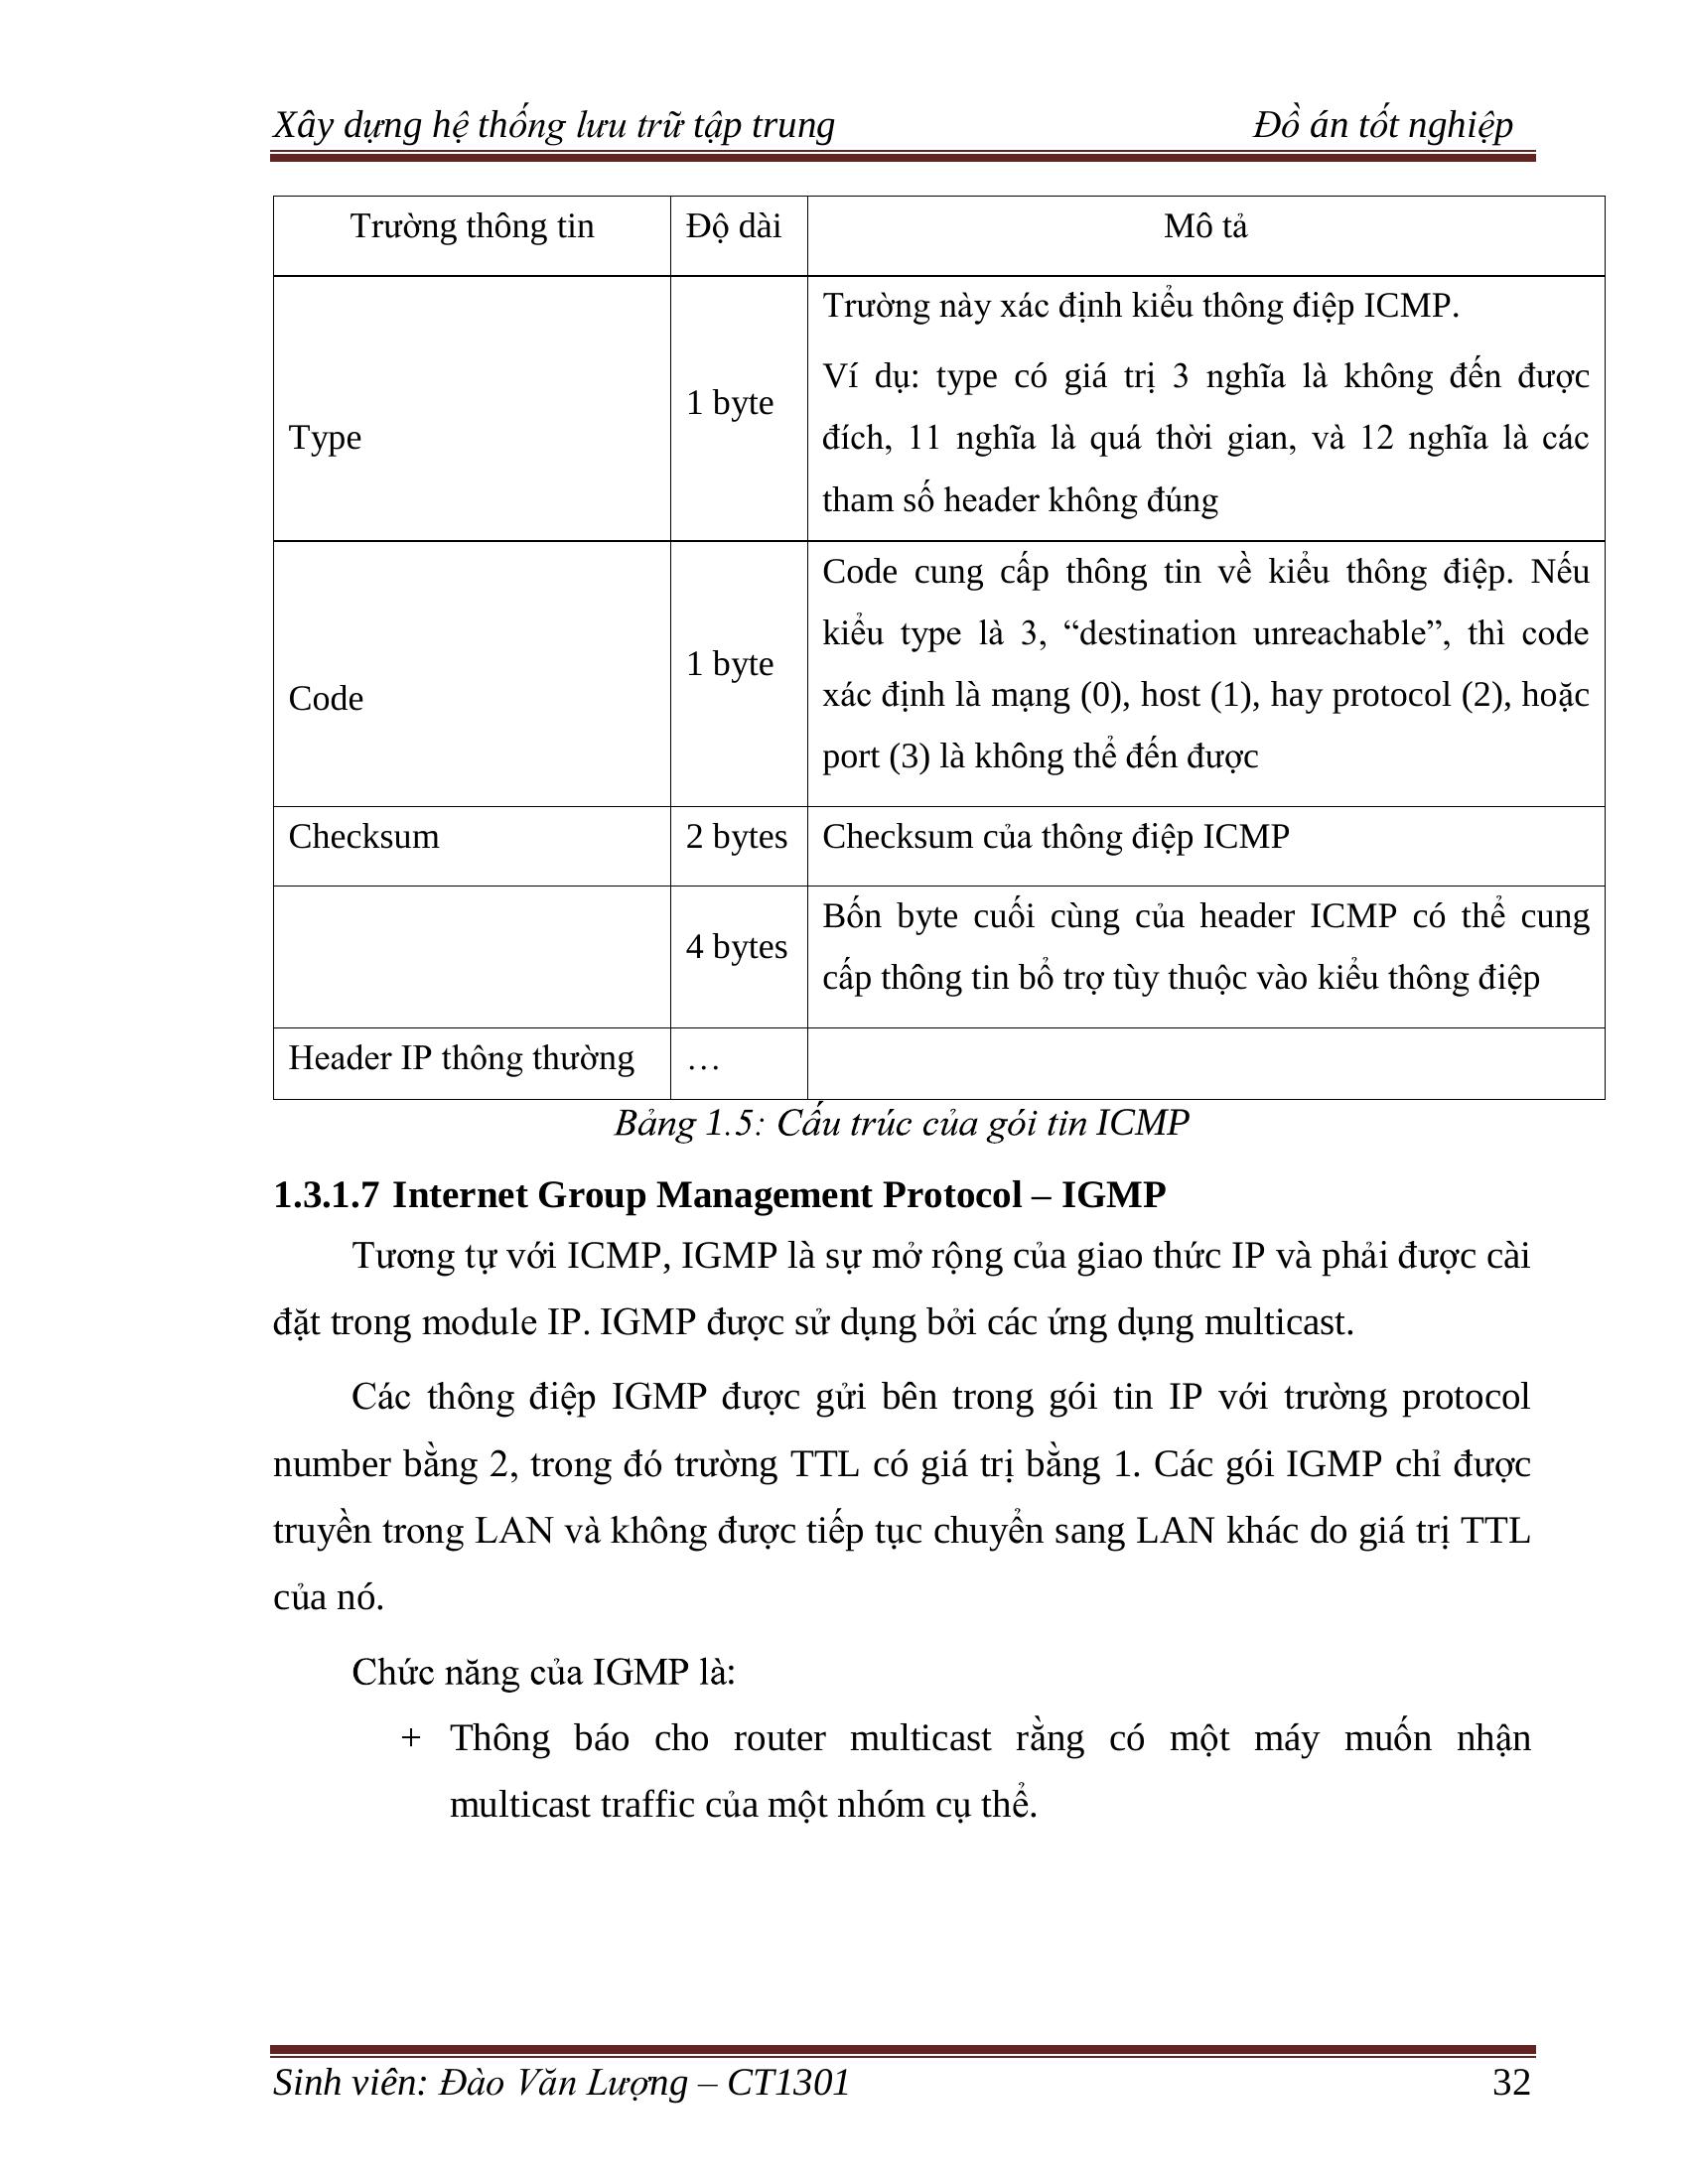 Xây dựng hệ thống lưu trữ tập trung Đồ án tốt nghiệp
Trường thông tin Độ dài Mô tả
Type 1 byte Trường này xác định kiểu thông điệp ICMP.
Ví dụ: type có giá trị 3 nghĩa là không đến được
đích, 11 nghĩa là quá thời gian, và 12 nghĩa là các
tham số header không đúng
Code 1 byte Code cung cấp thông tin về kiểu thông điệp. Nếu
kiểu type là 3, “destination unreachable”, thì code
xác định là mạng (0), host (1), hay protocol (2), hoặc
port (3) là không thể đến được
Checksum 2 bytes Checksum của thông điệp ICMP
4 bytes Bốn byte cuối cùng của header ICMP có thể cung
cấp thông tin bổ trợ tùy thuộc vào kiểu thông điệp
Header IP thông thường …
Bảng 1.5: Cấu trúc của gói tin ICMP
1.3.1.7 Internet Group Management Protocol – IGMP
Tương tự với ICMP, IGMP là sự mở rộng của giao thức IP và phải được cài
đặt trong module IP. IGMP được sử dụng bởi các ứng dụng multicast.
Các thông điệp IGMP được gửi bên trong gói tin IP với trường protocol
number bằng 2, trong đó trường TTL có giá trị bằng 1. Các gói IGMP chỉ được
truyền trong LAN và không được tiếp tục chuyển sang LAN khác do giá trị TTL
của nó.
Chức năng của IGMP là:
+ Thông báo cho router multicast rằng có một máy muốn nhận
multicast traffic của một nhóm cụ thể.
Sinh viên: Đào Văn Lượng – CT1301 32